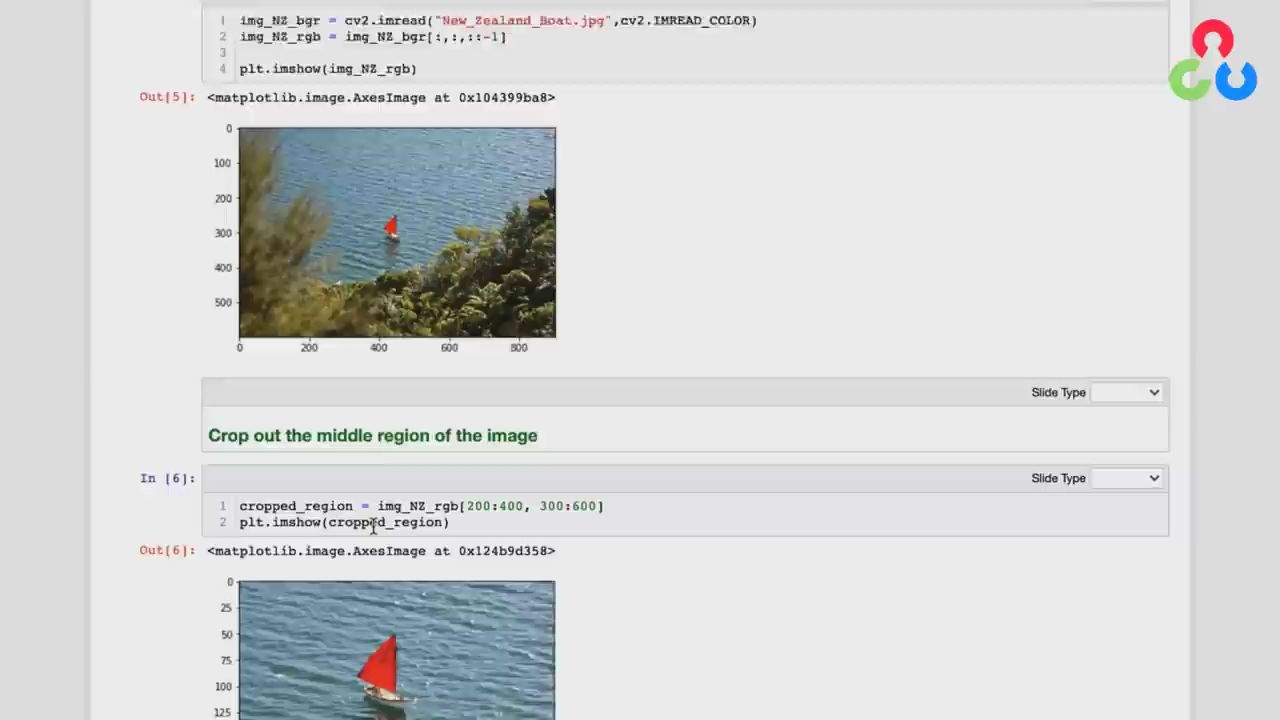 1 img_NZ_bgr = cv2.imread("New_Zealand_Boat.jpg",cv2.IMREAD_COLOR)
2 img_NZ_rgb = img_NZ_bgr[:,:,::-1]
3
4 plt.imshow(img_NZ_rgb)
Out[5]: <matplotlib.image.AxesImage at 0x104399ba8>
0
100
200
300
400
500
0 200 400 600 800
Slide Type
Crop out the middle region of the image
In [6]: Slide Type
1 cropped_region = img_NZ_rgb[200:400, 300:600]
2 plt.imshow(cropped_region)
Out[6]: <matplotlib.image.AxesImage at 0x124b9d358>
0
25
50
75
100
125